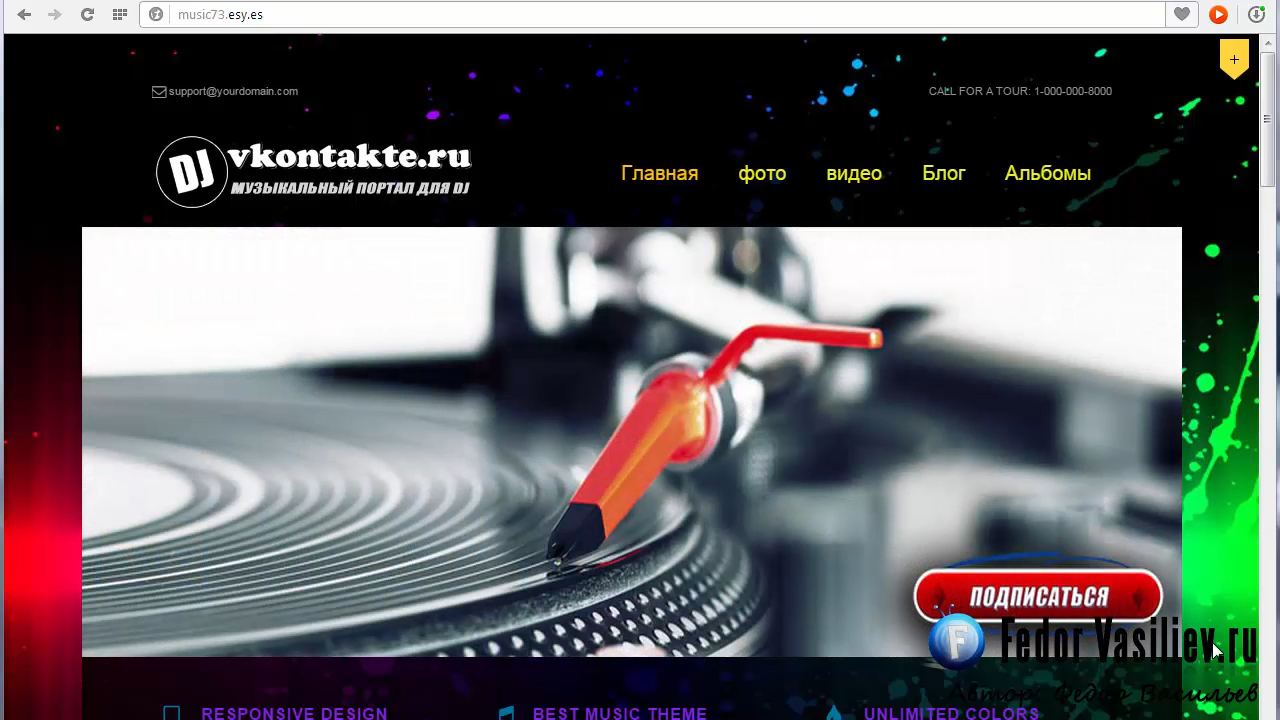 music73.esy.es
support@yourdomain.com
CALL FOR A TOUR: 1-000-000-8000
DJ
vkontakte.ru
МУЗЫКАЛЬНЫЙ ПОРТАЛ ДЛЯ DJ
Главная
фото
видео
Блог
Альбомы
ПОДПИСАТЬСЯ
F
Fedor Vasiliev.ru
Автор: Федор Васильев
RESPONSIVE DESIGN
BEST MUSIC THEME
UNLIMITED COLORS